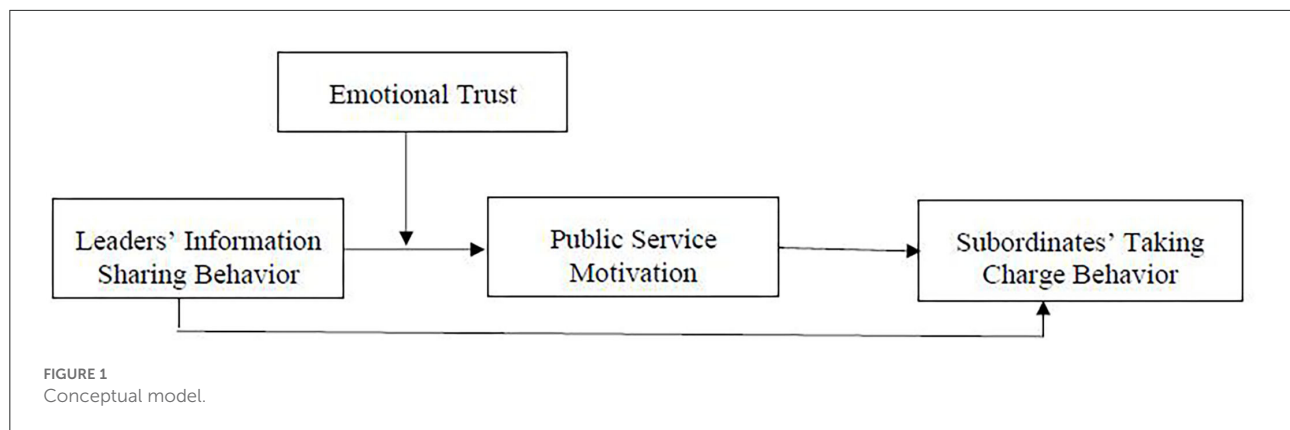 Emotional Trust
Leaders’ Information
Sharing Behavior
Public Service
Motivation
Subordinates’ Taking
Charge Behavior
FIGURE 1
Conceptual model.